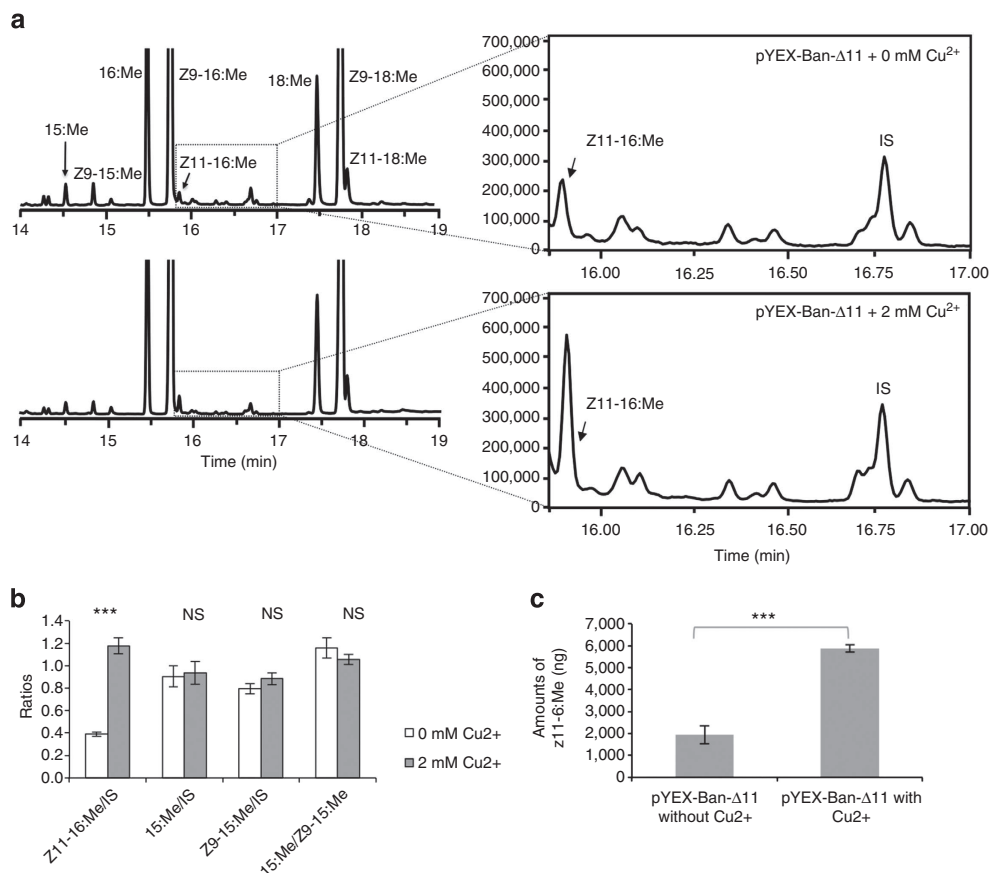 a
16:Me
Z9-16:Me
18:Me
Z9-18:Me
15:Me
Z9-15:Me
Z11-16:Me
Z11-18:Me
14 15 16 17 18 19
14 15 16 17 18 19
Time (min)
pYEX-Ban-Δ11 + 0 mM Cu²⁺
700,000
600,000
500,000
400,000
300,000
200,000
100,000
0
Z11-16:Me
IS
16.00 16.25 16.50 16.75 17.00
pYEX-Ban-Δ11 + 2 mM Cu²⁺
700,000
600,000
500,000
400,000
300,000
200,000
100,000
0
Z11-16:Me
IS
16.00 16.25 16.50 16.75 17.00
Time (min)
b
*** NS NS NS
1.4
1.2
1.0
0.8
0.6
0.4
0.2
0.0
Ratios
Z11-16:Me/IS
15:Me/IS
Z9-15:Me/IS
15:Me/Z9-15:Me
0 mM Cu2+
2 mM Cu2+
c
***
7,000
6,000
5,000
4,000
3,000
2,000
1,000
0
Amounts of
z11-6:Me (ng)
pYEX-Ban-Δ11
without Cu2+
pYEX-Ban-Δ11 with
Cu2+